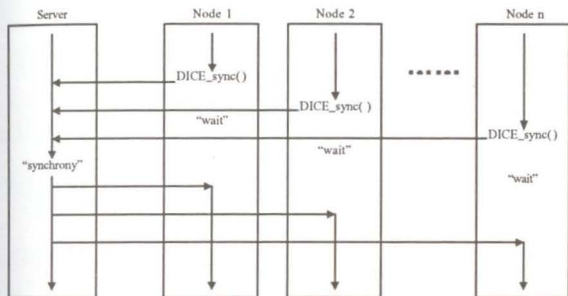 Server Node 1 Node 2 Node n
DICE_sync( )
DICE_sync( )
"wait"
DICE_sync( )
"wait"
"synchrony"
"wait"